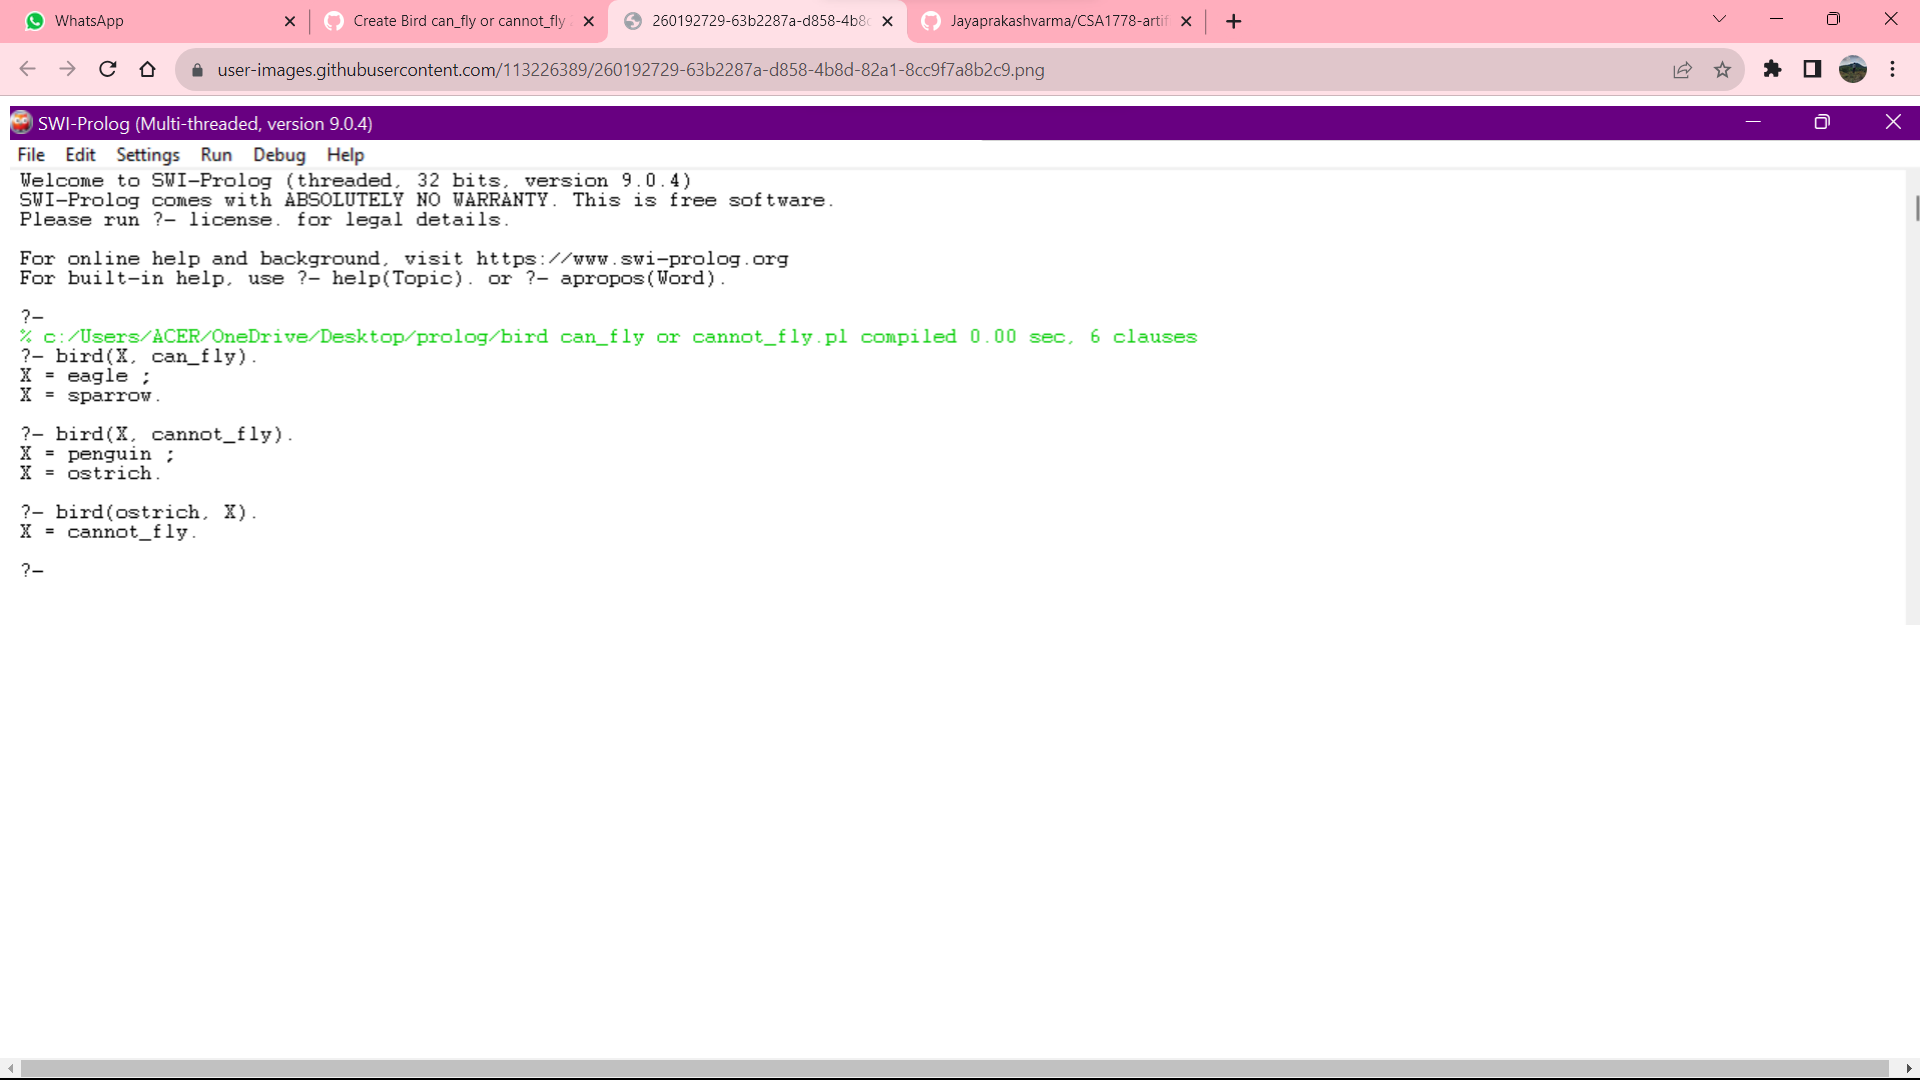 WhatsApp
Create Bird can_fly or cannot_fly
260192729-63b2287a-d858-4b8
Jayaprakashvarma/CSA1778-artif
user-images.githubusercontent.com/113226389/260192729-63b2287a-d858-4b8d-82a1-8cc9f7a8b2c9.png
SWI-Prolog (Multi-threaded, version 9.0.4)
File Edit Settings Run Debug Help
Welcome to SWI-Prolog (threaded, 32 bits, version 9.0.4)
SWI-Prolog comes with ABSOLUTELY NO WARRANTY. This is free software.
Please run ?- license. for legal details.
For online help and background, visit https://www.swi-prolog.org
For built-in help, use ?- help(Topic). or ?- apropos(Word).
?-
% c:/Users/ACER/OneDrive/Desktop/prolog/bird can_fly or cannot_fly.pl compiled 0.00 sec, 6 clauses
?- bird(X, can_fly).
X = eagle ;
X = sparrow.
?- bird(X, cannot_fly).
X = penguin ;
X = ostrich.
?- bird(ostrich, X).
X = cannot_fly.
?-